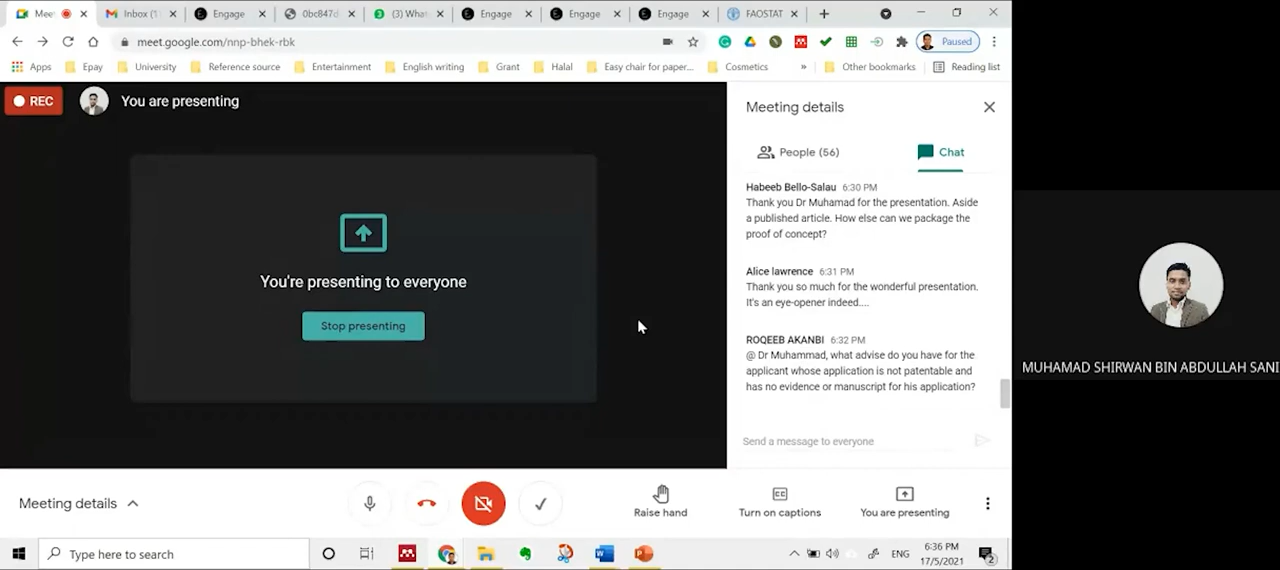 Mee
Inbox (1
Engage
0bc847d
(3) What
Engage
Engage
Engage
FAOSTAT
meet.google.com/nnp-bhek-rbk
Paused
Apps
Epay
University
Reference source
Entertainment
English writing
Grant
Halal
Easy chair for paper...
Cosmetics
»
Other bookmarks
Reading list
REC
You are presenting
You're presenting to everyone
Stop presenting
Meeting details
People (56)
Chat
Habeeb Bello-Salau 6:30 PM
Thank you Dr Muhamad for the presentation. Aside
a published article. How else can we package the
proof of concept?
Alice lawrence 6:31 PM
Thank you so much for the wonderful presentation.
It's an eye-opener indeed....
ROQEEB AKANBI 6:32 PM
@ Dr Muhammad, what advise do you have for the
applicant whose application is not patentable and
has no evidence or manuscript for his application?
Send a message to everyone
MUHAMAD SHIRWAN BIN ABDULLAH SANI
Meeting details
Raise hand
Turn on captions
You are presenting
Type here to search
ENG
6:36 PM
17/5/2021
2